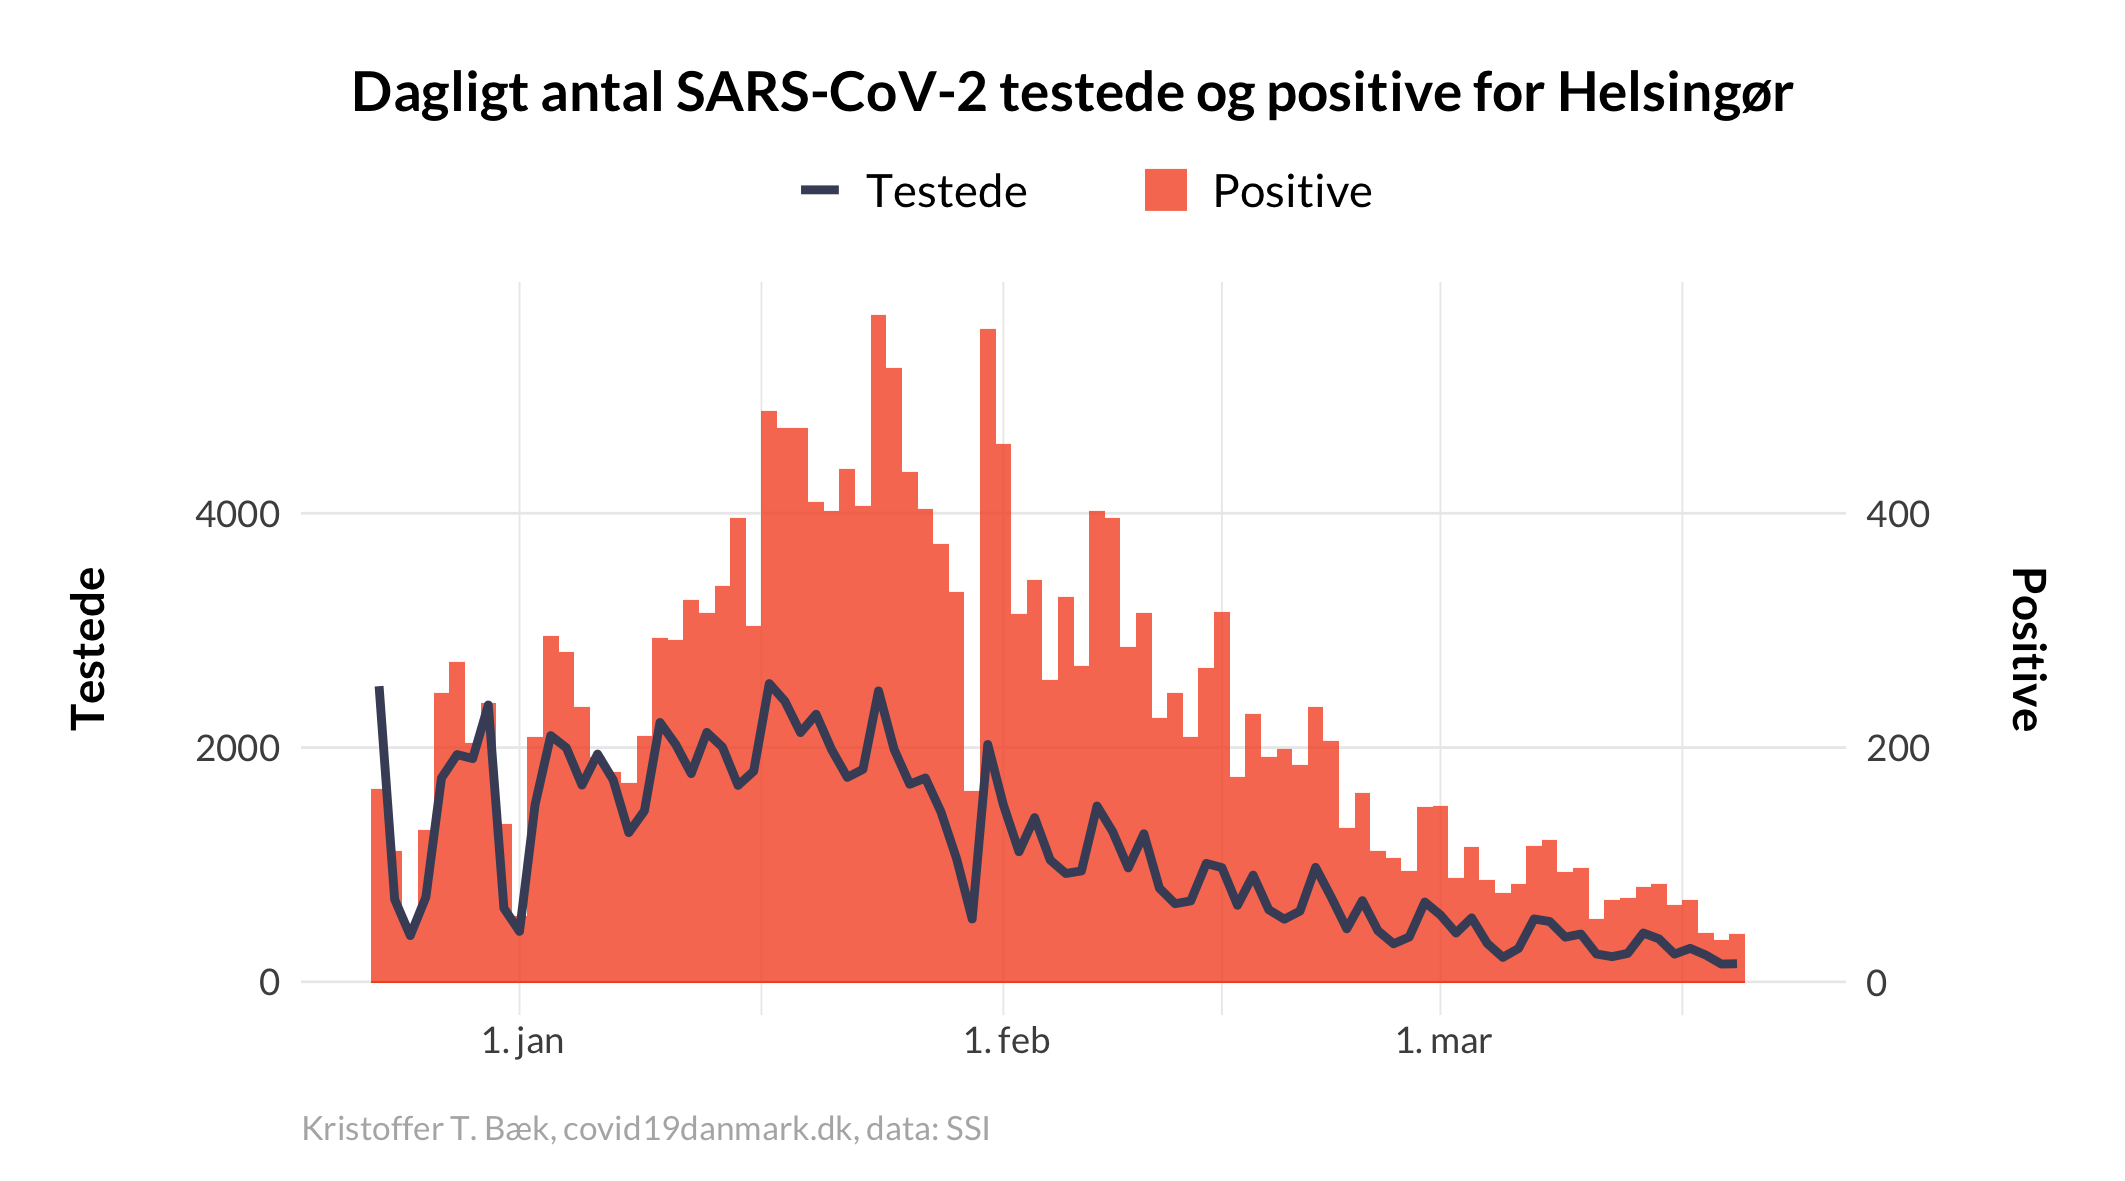 Dagligt antal SARS-CoV-2 testede og positive for Helsingør
Testede
Positive
Testede
4000
2000
0
400
200
0
Positive
1. jan
1. feb
1. mar
Kristoffer T. Bæk, covid19danmark.dk, data: SSI